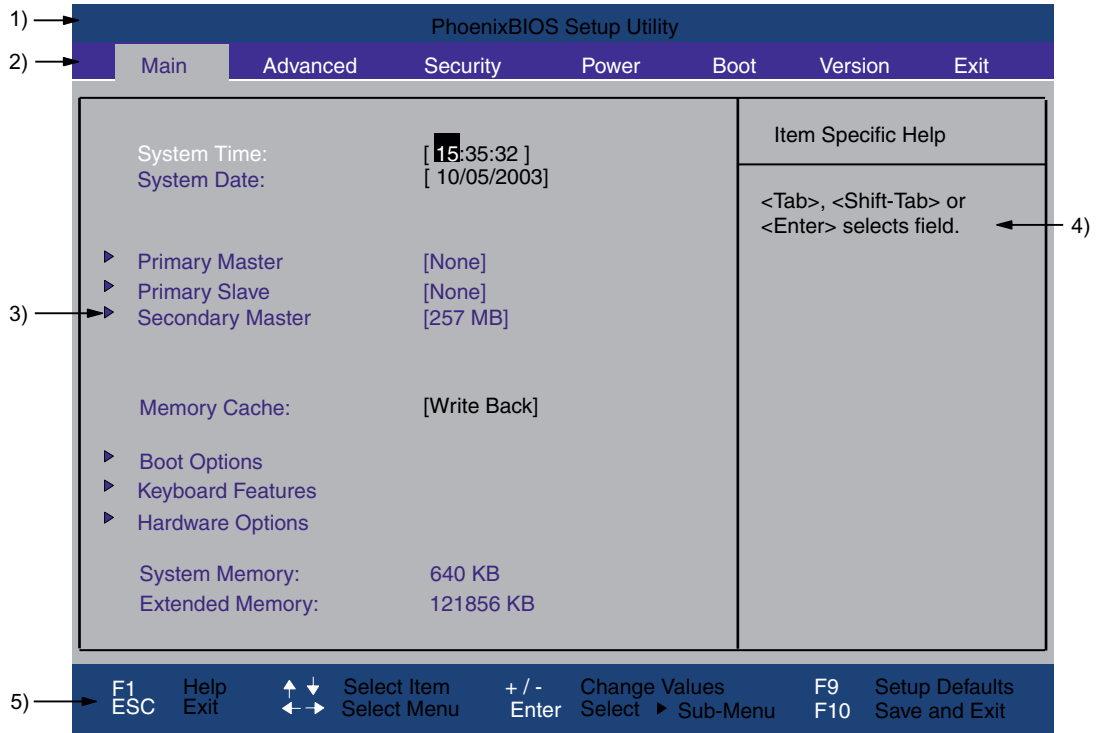 1)
PhoenixBIOS Setup Utility
2)
Main Advanced Security Power Boot Version Exit
System Time: [ 15:35:32 ]
System Date: [ 10/05/2003]
Item Specific Help
<Tab>, <Shift-Tab> or
<Enter> selects field.
4)
Primary Master [None]
Primary Slave [None]
3)
Secondary Master [257 MB]
Memory Cache: [Write Back]
Boot Options
Keyboard Features
Hardware Options
System Memory: 640 KB
Extended Memory: 121856 KB
5)
F1 Help Select Item + / - Change Values F9 Setup Defaults
ESC Exit Select Menu Enter Select Sub-Menu F10 Save and Exit